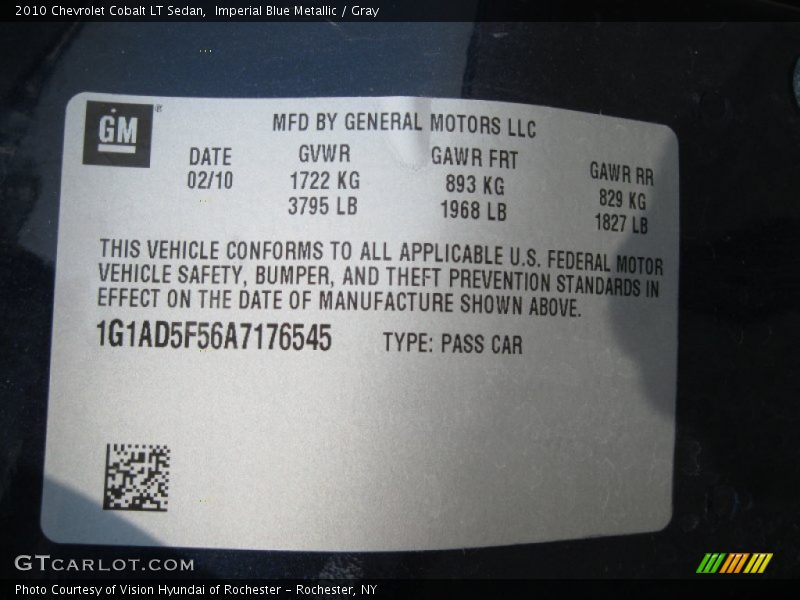 2010 Chevrolet Cobalt LT Sedan,  Imperial Blue Metallic / Gray
GM ®
MFD BY GENERAL MOTORS LLC
DATE GVWR GAWR FRT GAWR RR
02/10 1722 KG 893 KG 829 KG
3795 LB 1968 LB 1827 LB
THIS VEHICLE CONFORMS TO ALL APPLICABLE U.S. FEDERAL MOTOR
VEHICLE SAFETY, BUMPER, AND THEFT PREVENTION STANDARDS IN
EFFECT ON THE DATE OF MANUFACTURE SHOWN ABOVE.
1G1AD5F56A7176545 TYPE: PASS CAR
GTCARLOT.COM
Photo Courtesy of Vision Hyundai of Rochester - Rochester, NY